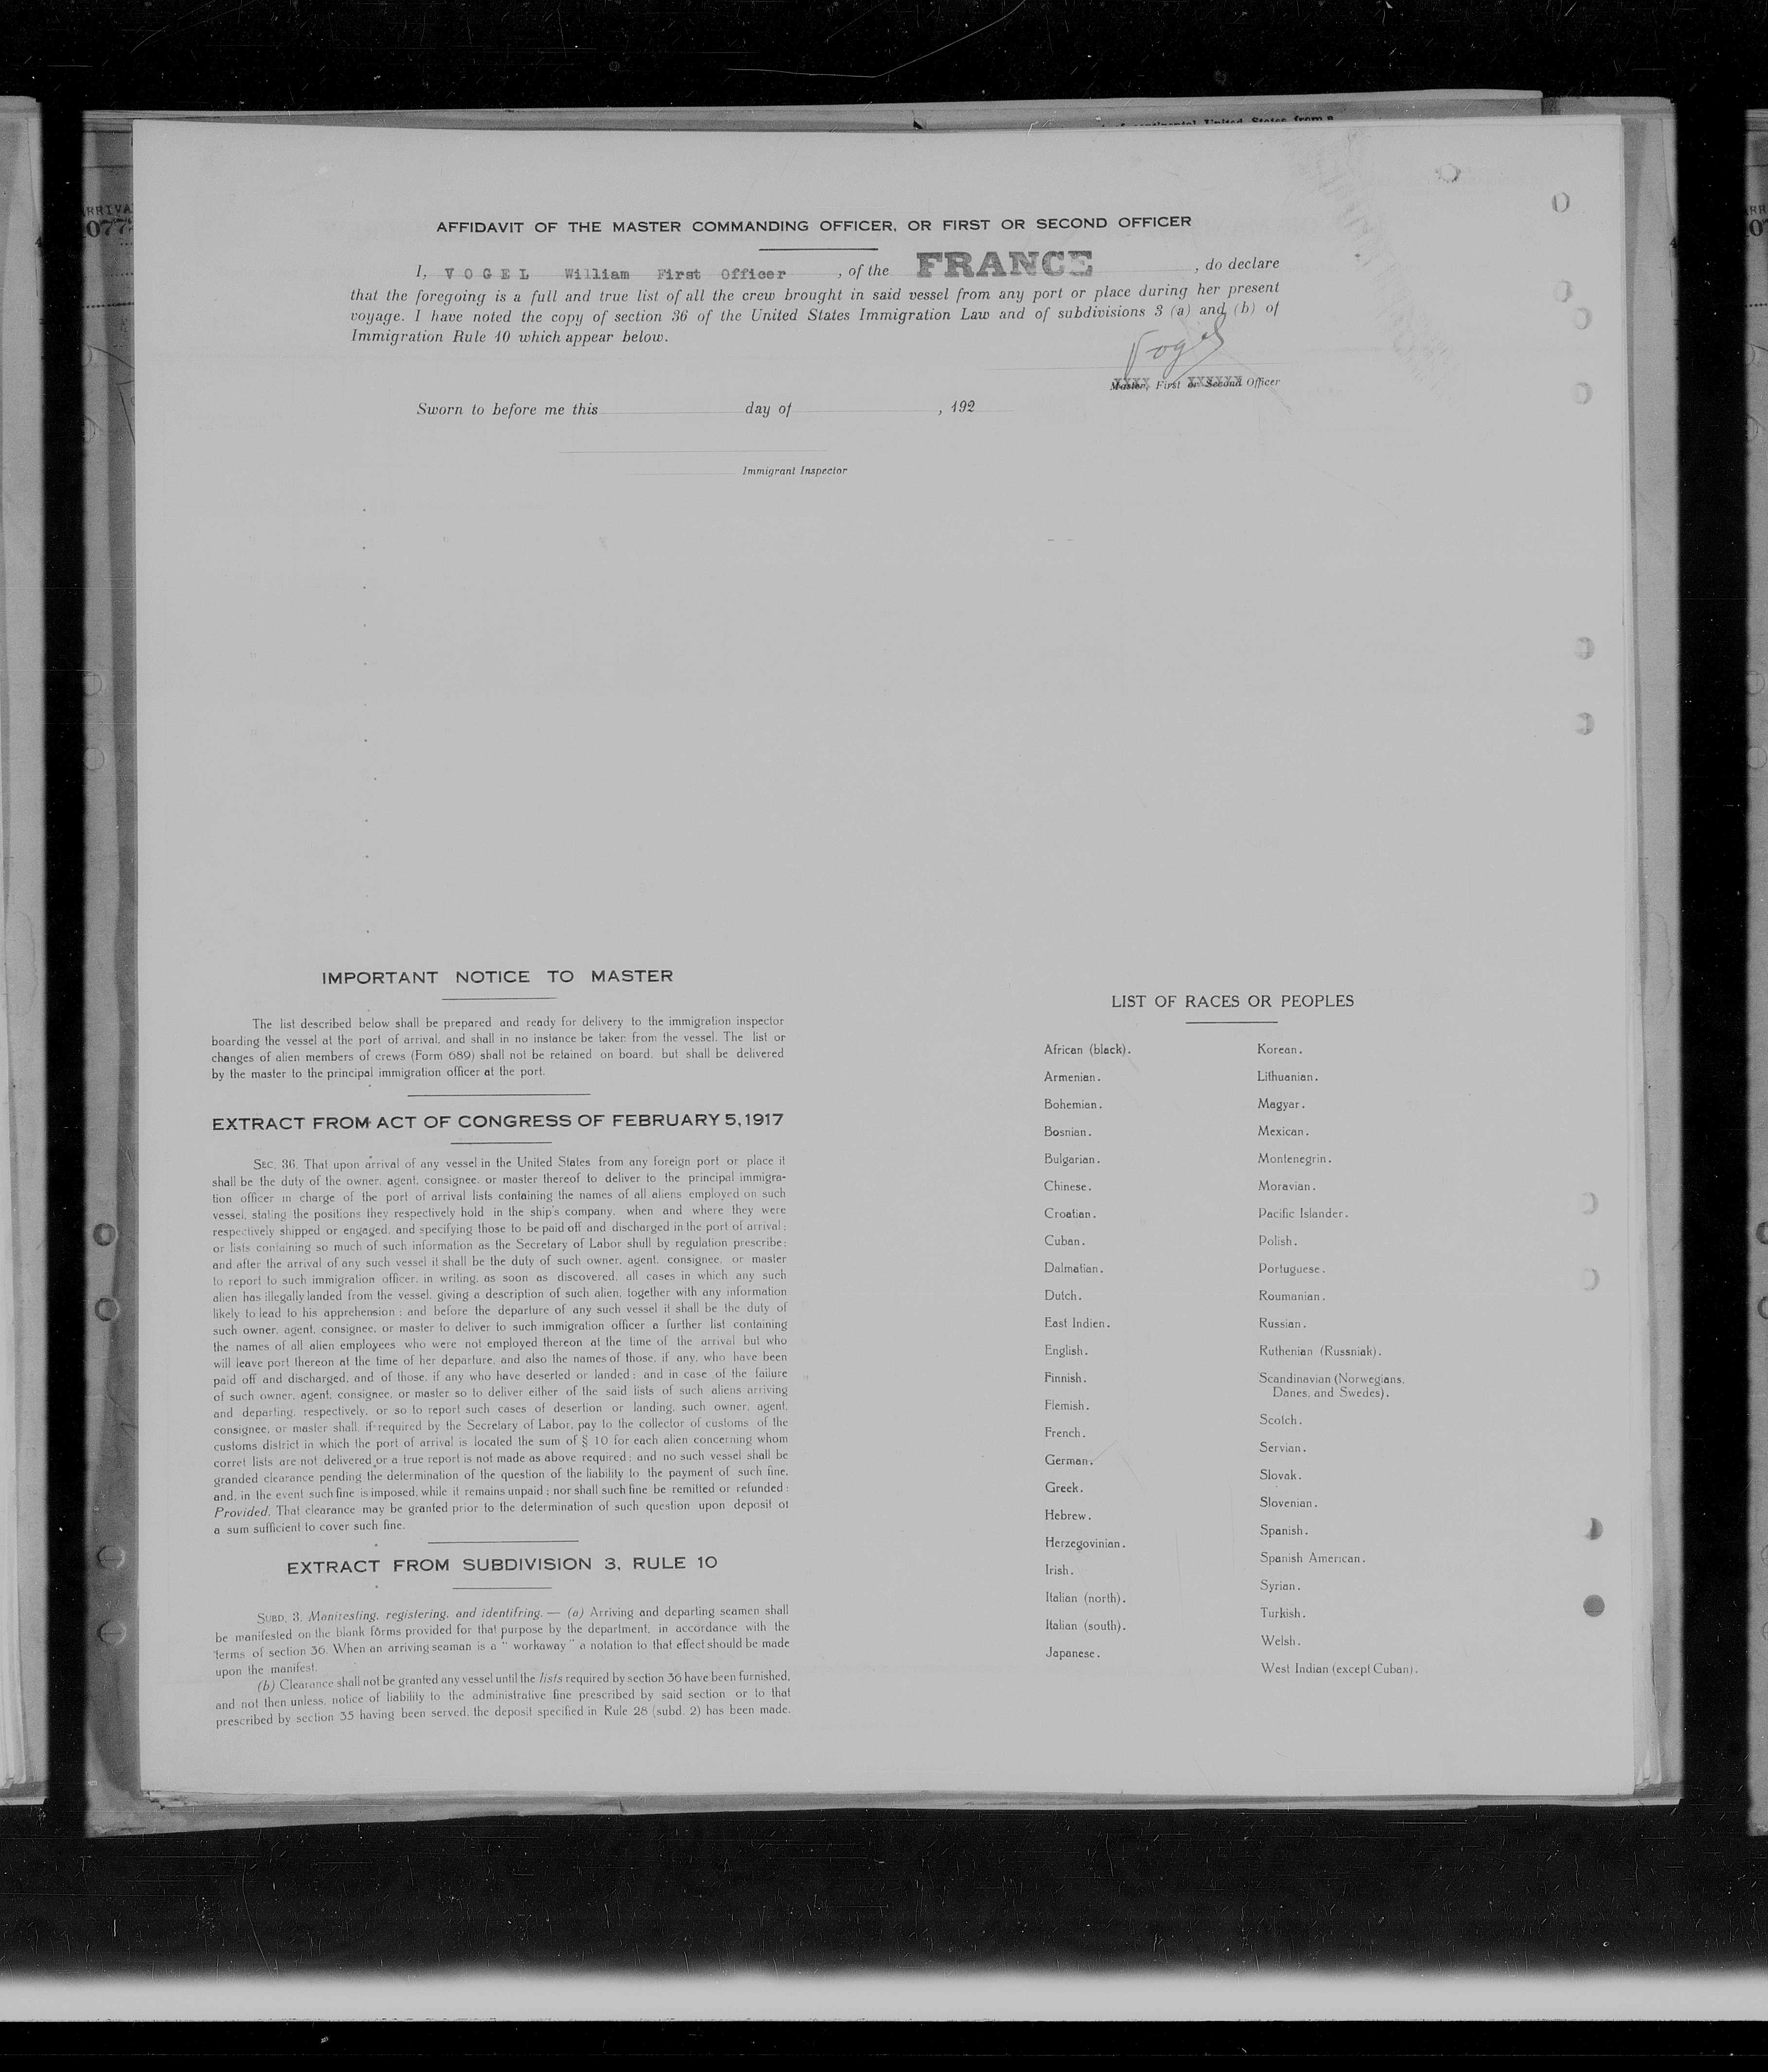 AFFIDAVIT OF THE MASTER COMMANDING OFFICER, OR FIRST OR SECOND OFFICER
I, VOGEL William First Officer , of the FRANCE , do declare
that the foregoing is a full and true list of all the crew brought in said vessel from any port or place during her present
voyage. I have noted the copy of section 36 of the United States Immigration Law and of subdivisions 3 (a) and (b) of
Immigration Rule 10 which appear below.
Vogel
Master, First or Second Officer
Sworn to before me this day of , 192
Immigrant Inspector
IMPORTANT NOTICE TO MASTER
The list described below shall be prepared and ready for delivery to the immigration inspector
boarding the vessel at the port of arrival, and shall in no instance be taken from the vessel. The list or
changes of alien members of crews (Form 689) shall not be retained on board, but shall be delivered
by the master to the principal immigration officer at the port.
EXTRACT FROM ACT OF CONGRESS OF FEBRUARY 5, 1917
SEC. 36. That upon arrival of any vessel in the United States from any foreign port or place it
shall be the duty of the owner, agent, consignee, or master thereof to deliver to the principal immigra-
tion officer in charge of the port of arrival lists containing the names of all aliens employed on such
vessel, stating the positions they respectively hold in the ship's company, when and where they were
respectively shipped or engaged, and specifying those to be paid off and discharged in the port of arrival ;
or lists containing so much of such information as the Secretary of Labor shull by regulation prescribe ;
and after the arrival of any such vessel it shall be the duty of such owner, agent, consignee, or master
to report to such immigration officer, in writing, as soon as discovered, all cases in which any such
alien has illegally landed from the vessel, giving a description of such alien, together with any information
likely to lead to his apprehension ; and before the departure of any such vessel it shall be the duty of
such owner, agent, consignee, or master to deliver to such immigration officer a further list containing
the names of all alien employees who were not employed thereon at the time of the arrival but who
will leave port thereon at the time of her departure, and also the names of those, if any, who have been
paid off and discharged, and of those, if any who have deserted or landed ; and in case of the failure
of such owner, agent, consignee, or master so to deliver either of the said lists of such aliens arriving
and departing, respectively, or so to report such cases of desertion or landing, such owner, agent,
consignee, or master shall, if required by the Secretary of Labor, pay to the collector of customs of the
customs district in which the port of arrival is located the sum of § 10 for each alien concerning whom
corret lists are not delivered or a true report is not made as above required ; and no such vessel shall be
granded clearance pending the determination of the question of the liability to the payment of such fine,
and, in the event such fine is imposed, while it remains unpaid ; nor shall such fine be remitted or refunded :
Provided, That clearance may be granted prior to the determination of such question upon deposit of
a sum sufficient to cover such fine.
EXTRACT FROM SUBDIVISION 3, RULE 10
SUBD. 3. Manifesting, registering, and identifring. — (a) Arriving and departing seamen shall
be manifested on the blank forms provided for that purpose by the department, in accordance with the
terms of section 36. When an arriving seaman is a " workaway " a notation to that effect should be made
upon the manifest.
(b) Clearance shall not be granted any vessel until the lists required by section 36 have been furnished,
and not then unless, notice of liability to the administrative fine prescribed by said section or to that
prescribed by section 35 having been served, the deposit specified in Rule 28 (subd. 2) has been made.
LIST OF RACES OR PEOPLES
African (black).
Armenian.
Bohemian.
Bosnian.
Bulgarian.
Chinese.
Croatian.
Cuban.
Dalmatian.
Dutch.
East Indien.
English.
Finnish.
Flemish.
French.
German.
Greek.
Hebrew.
Herzegovinian.
Irish.
Italian (north).
Italian (south).
Japanese.
Korean.
Lithuanian.
Magyar.
Mexican.
Montenegrin.
Moravian.
Pacific Islander.
Polish.
Portuguese.
Roumanian.
Russian.
Ruthenian (Russniak).
Scandinavian (Norwegians,
Danes, and Swedes).
Scotch.
Servian.
Slovak.
Slovenian.
Spanish.
Spanish American.
Syrian.
Turkish.
Welsh.
West Indian (except Cuban).